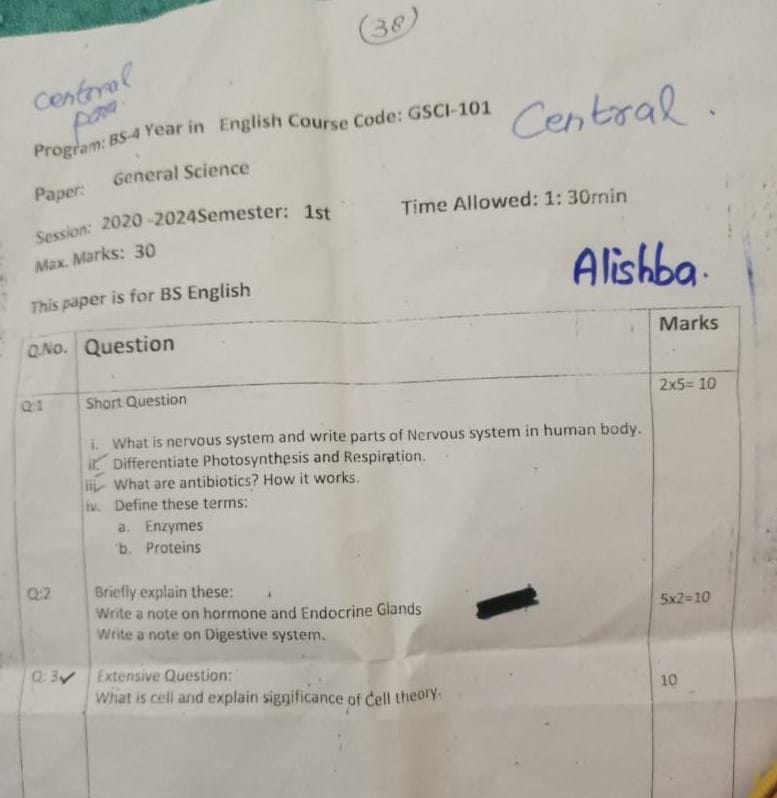 (38)
Central
Program: BS-4 Year in English Course Code: GSCI-101
Central.
Paper: General Science
Session: 2020 -2024Semester: 1st Time Allowed: 1: 30min
Max. Marks: 30
Alishba.
This paper is for BS English
Q.No. Question Marks
Q:1 Short Question 2x5= 10
i. What is nervous system and write parts of Nervous system in human body.
ii. Differentiate Photosynthesis and Respiration.
iii. What are antibiotics? How it works.
iv. Define these terms:
a. Enzymes
b. Proteins
Q:2 Briefly explain these: 5x2=10
Write a note on hormone and Endocrine Glands
Write a note on Digestive system.
Q: 3✓ Extensive Question: 10
What is cell and explain significance of Cell theory.